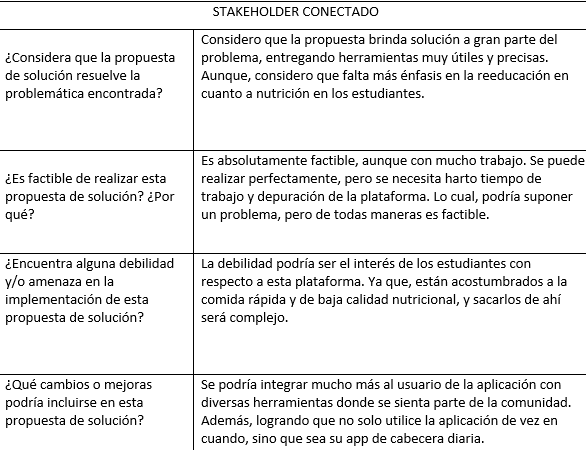 STAKEHOLDER CONECTADO
¿Considera que la propuesta
de solución resuelve la
problemática encontrada?
Considero que la propuesta brinda solución a gran parte del
problema, entregando herramientas muy útiles y precisas.
Aunque, considero que falta más énfasis en la reeducación en
cuanto a nutrición en los estudiantes.
¿Es factible de realizar esta
propuesta de solución? ¿Por
qué?
Es absolutamente factible, aunque con mucho trabajo. Se puede
realizar perfectamente, pero se necesita harto tiempo de
trabajo y depuración de la plataforma. Lo cual, podría suponer
un problema, pero de todas maneras es factible.
¿Encuentra alguna debilidad
y/o amenaza en la
implementación de esta
propuesta de solución?
La debilidad podría ser el interés de los estudiantes con
respecto a esta plataforma. Ya que, están acostumbrados a la
comida rápida y de baja calidad nutricional, y sacarlos de ahí
será complejo.
¿Qué cambios o mejoras
podría incluirse en esta
propuesta de solución?
Se podría integrar mucho más al usuario de la aplicación con
diversas herramientas donde se sienta parte de la comunidad.
Además, logrando que no solo utilice la aplicación de vez en
cuando, sino que sea su app de cabecera diaria.